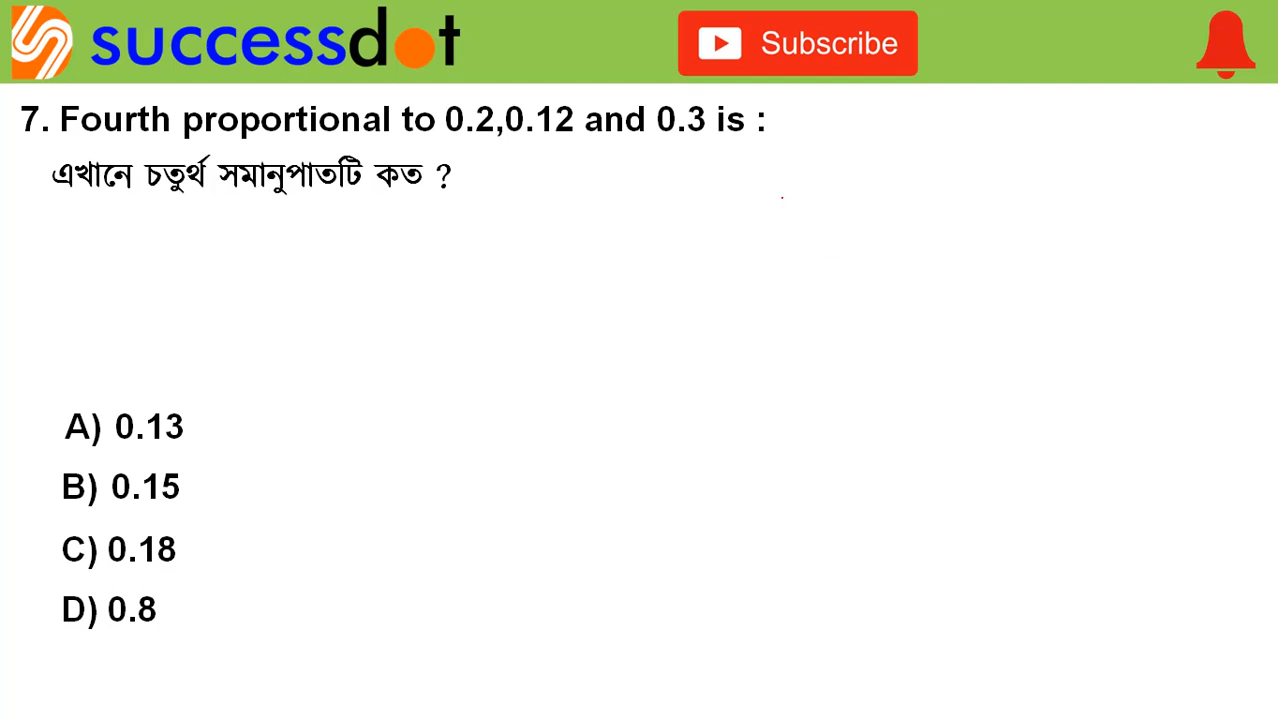 successdot
Subscribe
7. Fourth proportional to 0.2,0.12 and 0.3 is :
এখানে চতুর্থ সমানুপাতটি কত ?
A) 0.13
B) 0.15
C) 0.18
D) 0.8